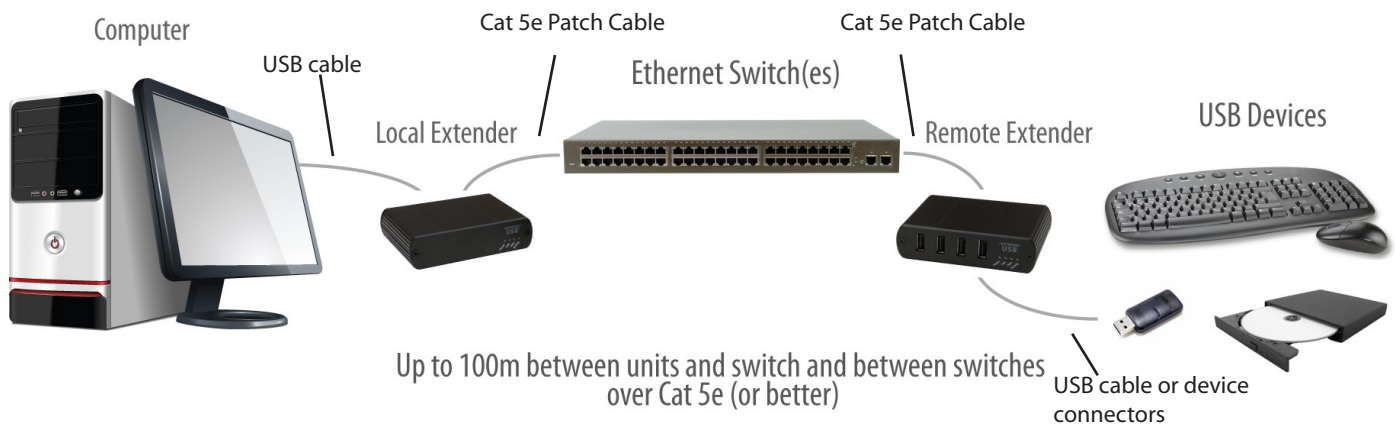 Computer
USB cable
Cat 5e Patch Cable
Cat 5e Patch Cable
Ethernet Switch(es)
Local Extender
Remote Extender
USB Devices
USB
USB
Up to 100m between units and switch and between switches
over Cat 5e (or better)
USB cable or device
connectors